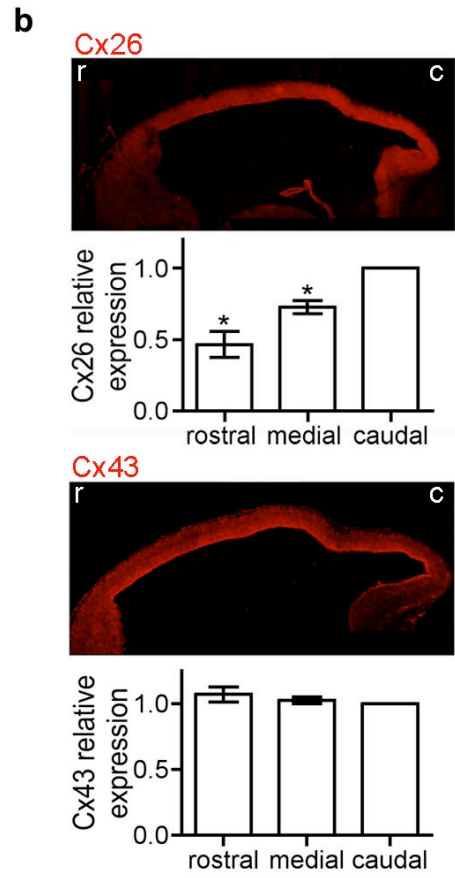 b
Cx26
r c
Cx26 relative
expression
1.0
0.5
0.0
* *
rostral medial caudal
Cx43
r c
Cx43 relative
expression
1.0
0.5
0.0
rostral medial caudal